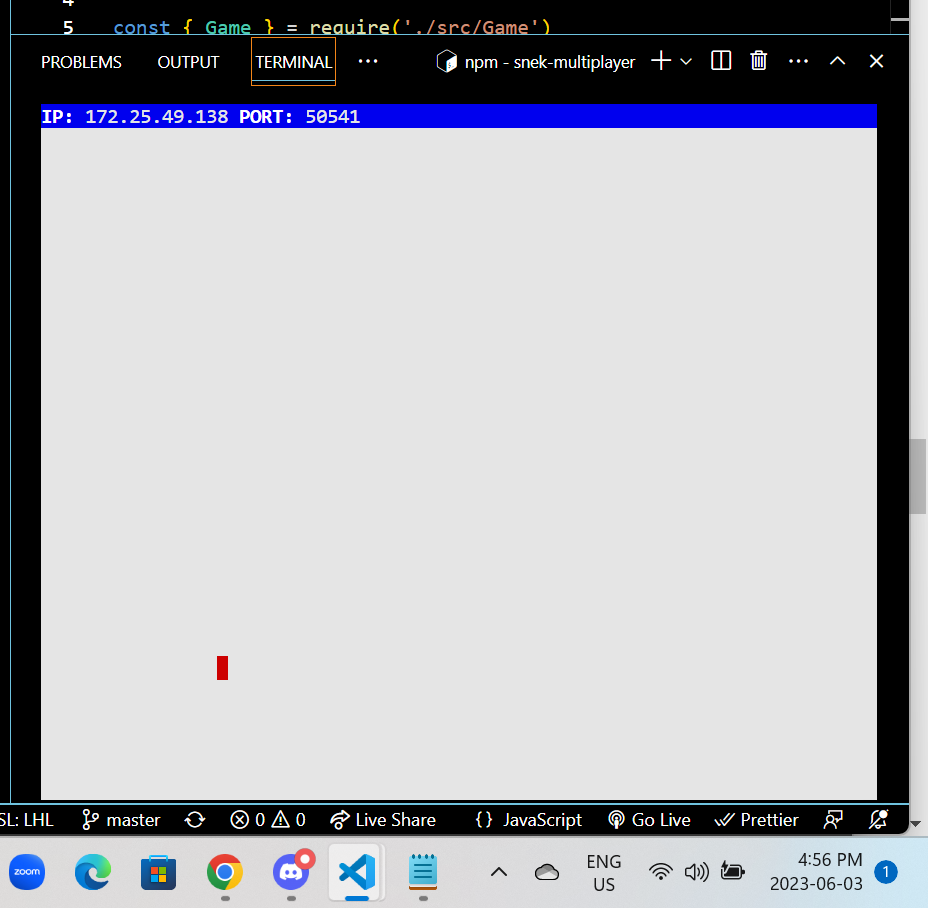 4
5 const { Game } = require('./src/Game')
PROBLEMS OUTPUT TERMINAL ··· npm - snek-multiplayer
IP: 172.25.49.138 PORT: 50541
SL: LHL master 0 0 Live Share {} JavaScript Go Live Prettier
zoom ENG 4:56 PM 1
US 2023-06-03